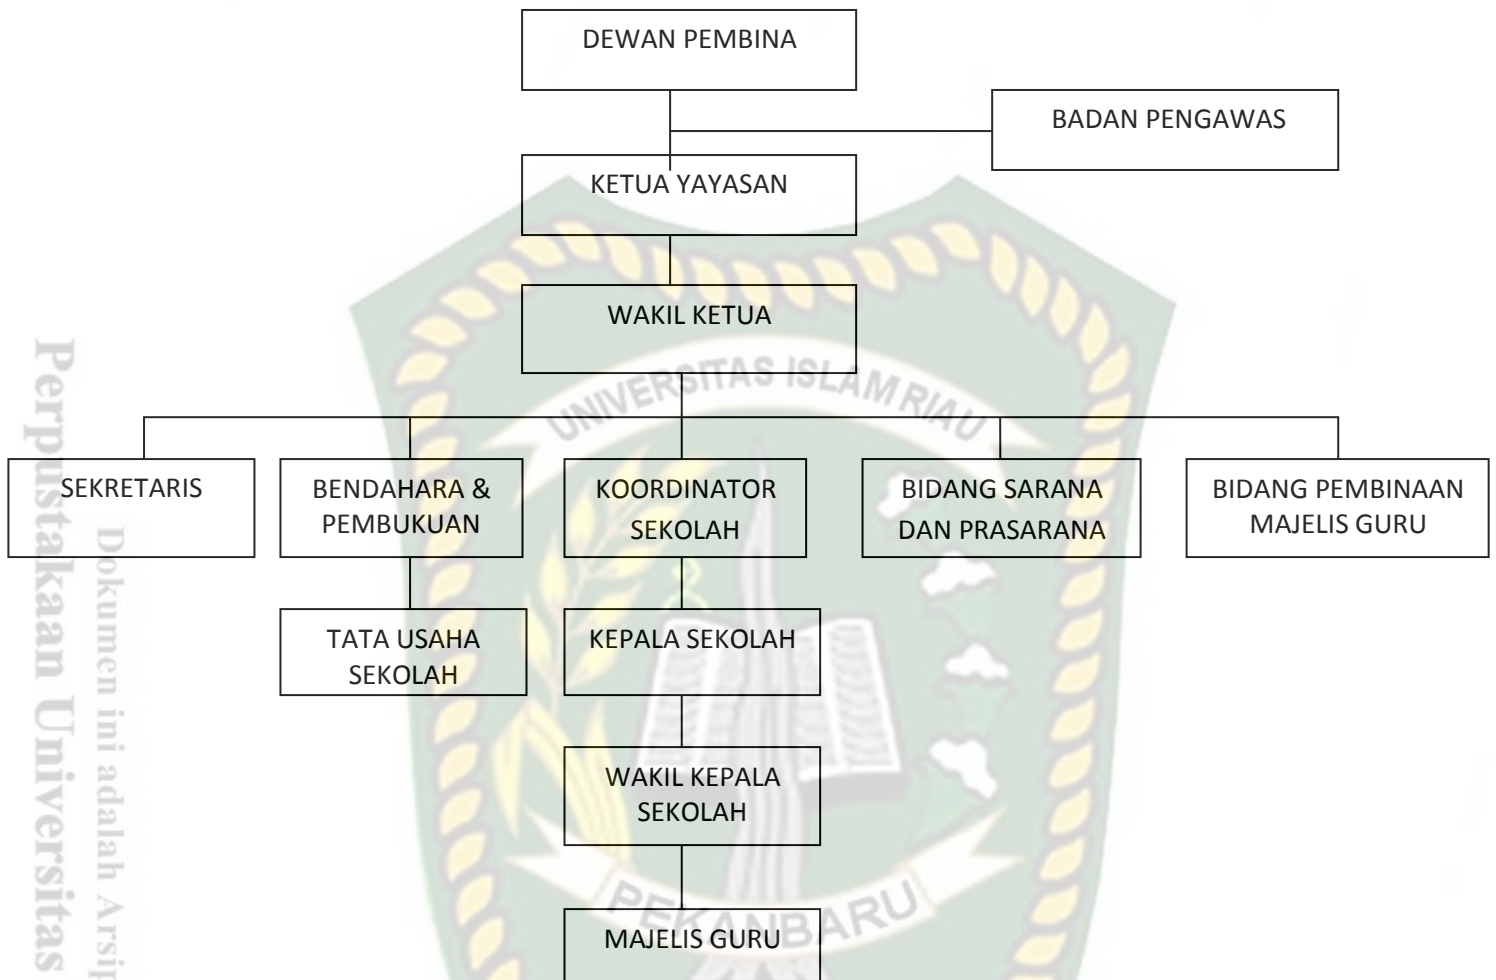 DEWAN PEMBINA
BADAN PENGAWAS
KETUA YAYASAN
WAKIL KETUA
UNIVERSITAS ISLAM RIAU
SEKRETARIS
BENDAHARA &
PEMBUKUAN
KOORDINATOR
SEKOLAH
BIDANG SARANA
DAN PRASARANA
BIDANG PEMBINAAN
MAJELIS GURU
TATA USAHA
SEKOLAH
KEPALA SEKOLAH
WAKIL KEPALA
SEKOLAH
MAJELIS GURU
PEKANBARU
Perpustakaan Universitas
Dokumen ini adalah Arsip